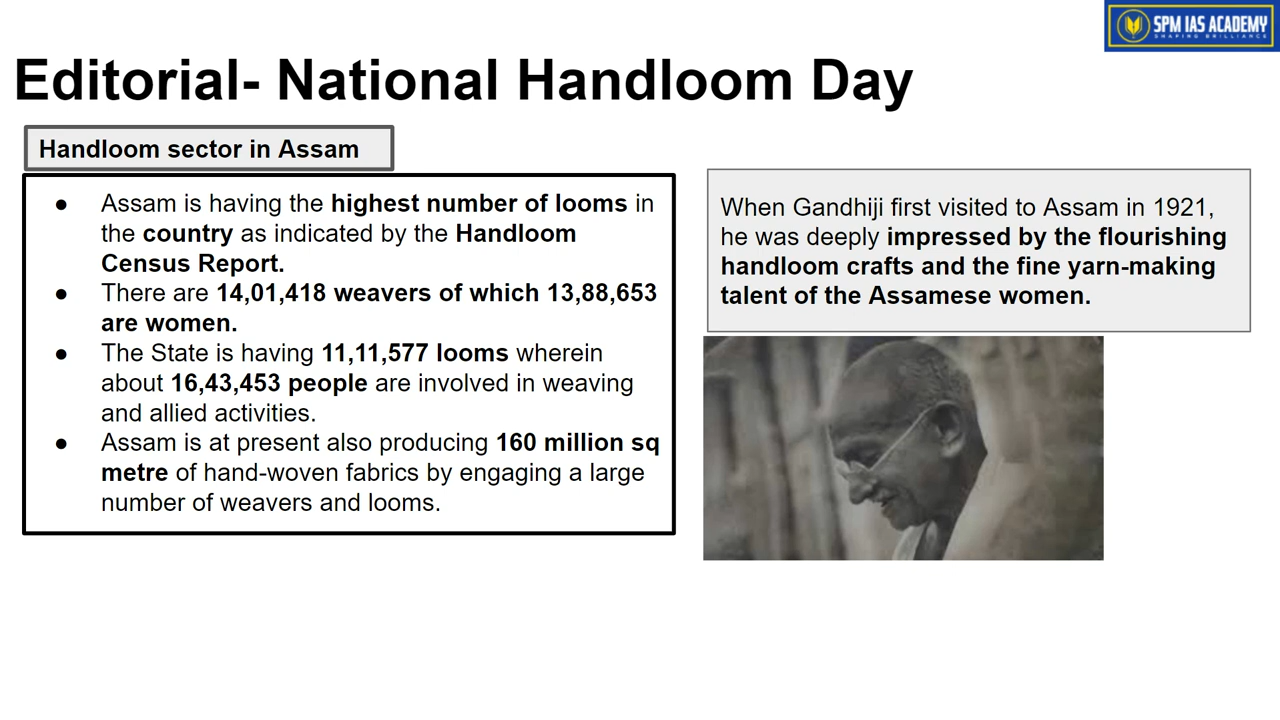 SPM IAS ACADEMY
SHAPING BRILLIANCE
Editorial- National Handloom Day
Handloom sector in Assam
● Assam is having the highest number of looms in
the country as indicated by the Handloom
Census Report.
● There are 14,01,418 weavers of which 13,88,653
are women.
● The State is having 11,11,577 looms wherein
about 16,43,453 people are involved in weaving
and allied activities.
● Assam is at present also producing 160 million sq
metre of hand-woven fabrics by engaging a large
number of weavers and looms.
When Gandhiji first visited to Assam in 1921,
he was deeply impressed by the flourishing
handloom crafts and the fine yarn-making
talent of the Assamese women.